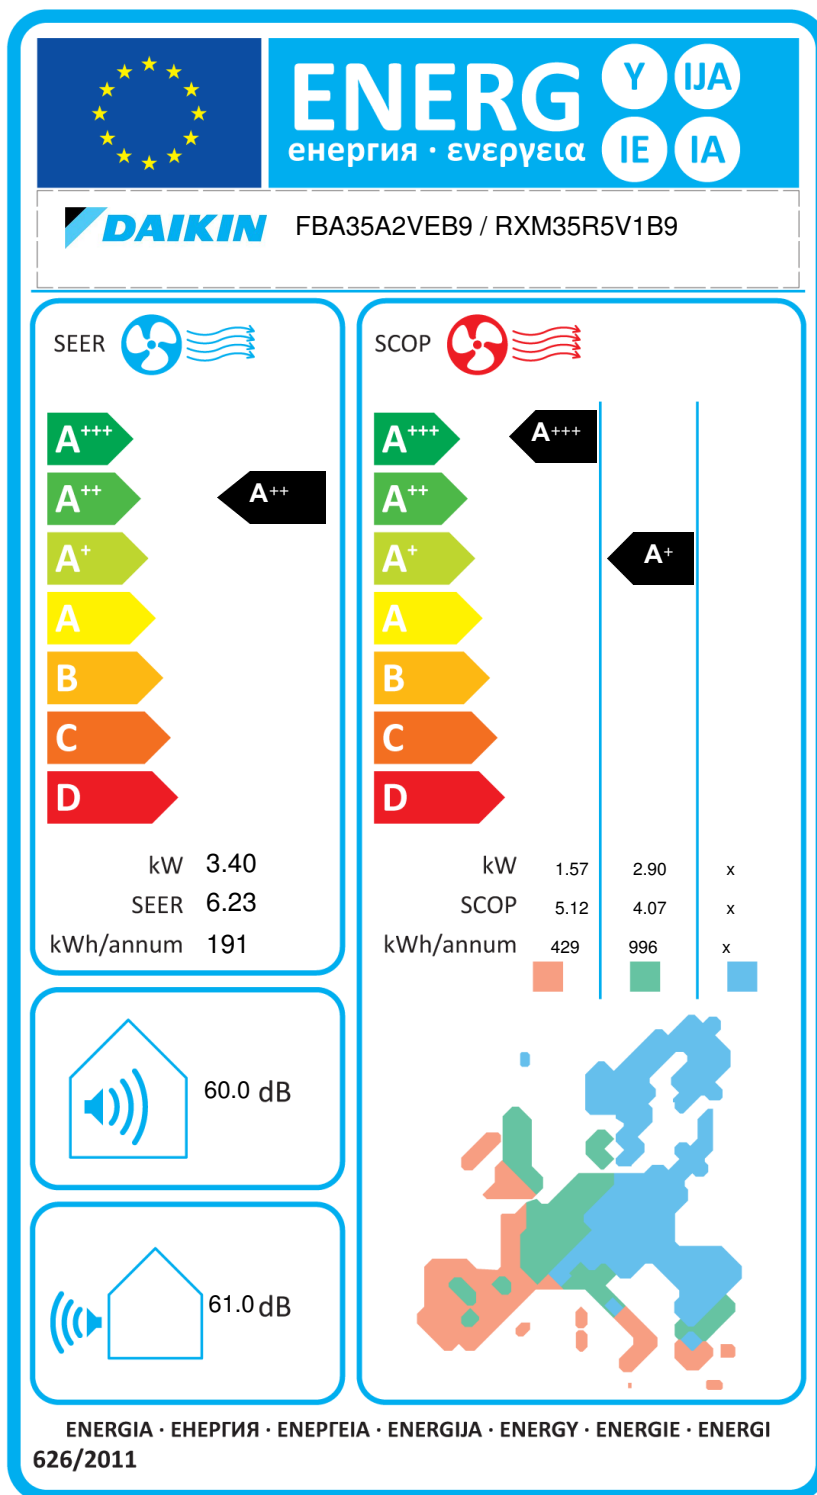 ENERG
енергия · ενεργεια
Y IJA
IE IA
DAIKIN
FBA35A2VEB9 / RXM35R5V1B9
SEER
A+++
A++
A++
A+
A
B
C
D
kW 3.40
SEER 6.23
kWh/annum 191
SCOP
A+++
A+++
A++
A+
A+
A
B
C
D
kW 1.57 2.90 x
SCOP 5.12 4.07 x
kWh/annum 429 996 x
60.0 dB
61.0 dB
ENERGIA · ЕНЕРГИЯ · ΕΝΕΡΓΕΙΑ · ENERGIJA · ENERGY · ENERGIE · ENERGI
626/2011